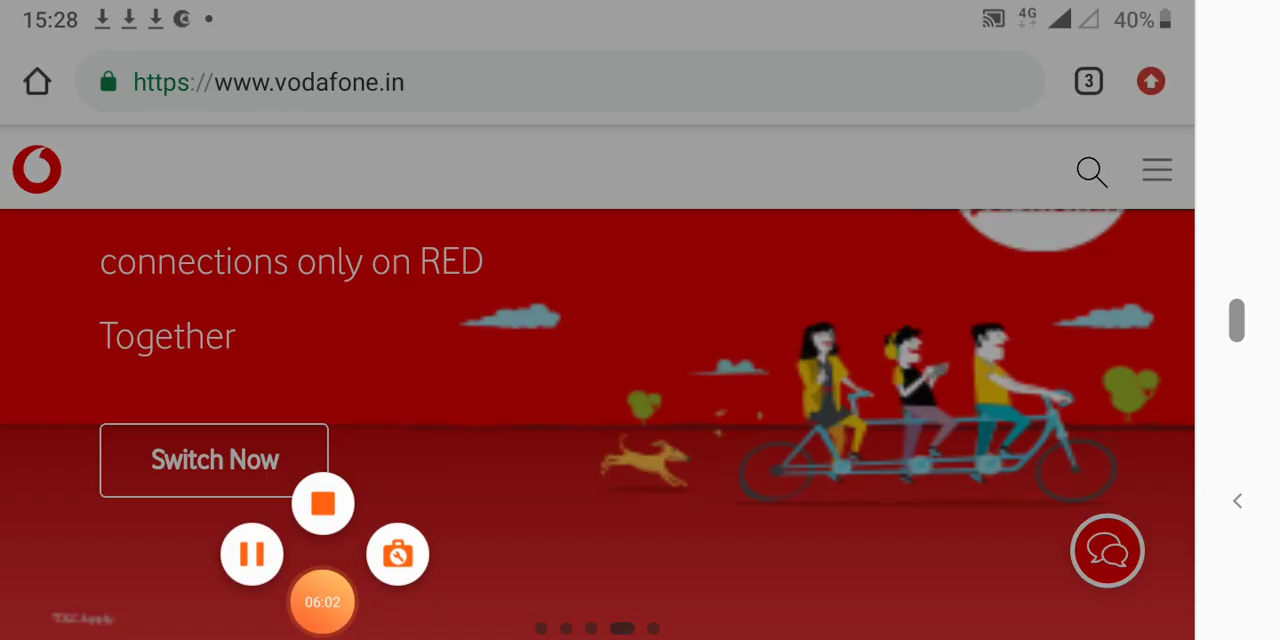 15:28
4G
40%
https://www.vodafone.in
3
connections only on RED
Together
Switch Now
06:02